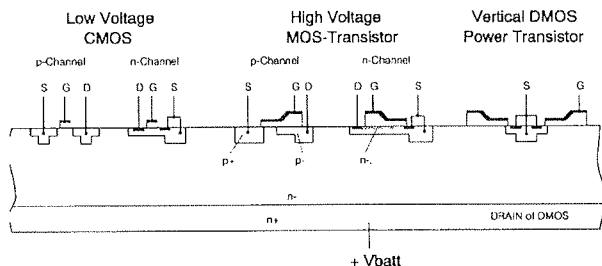 Low Voltage
CMOS
High Voltage
MOS-Transistor
Vertical DMOS
Power Transistor
p-Channel n-Channel p-Channel n-Channel
S G D D G S S G D D G S S G
p+ p- n-.
n-
n+ DRAIN of DMOS
+ Vbatt